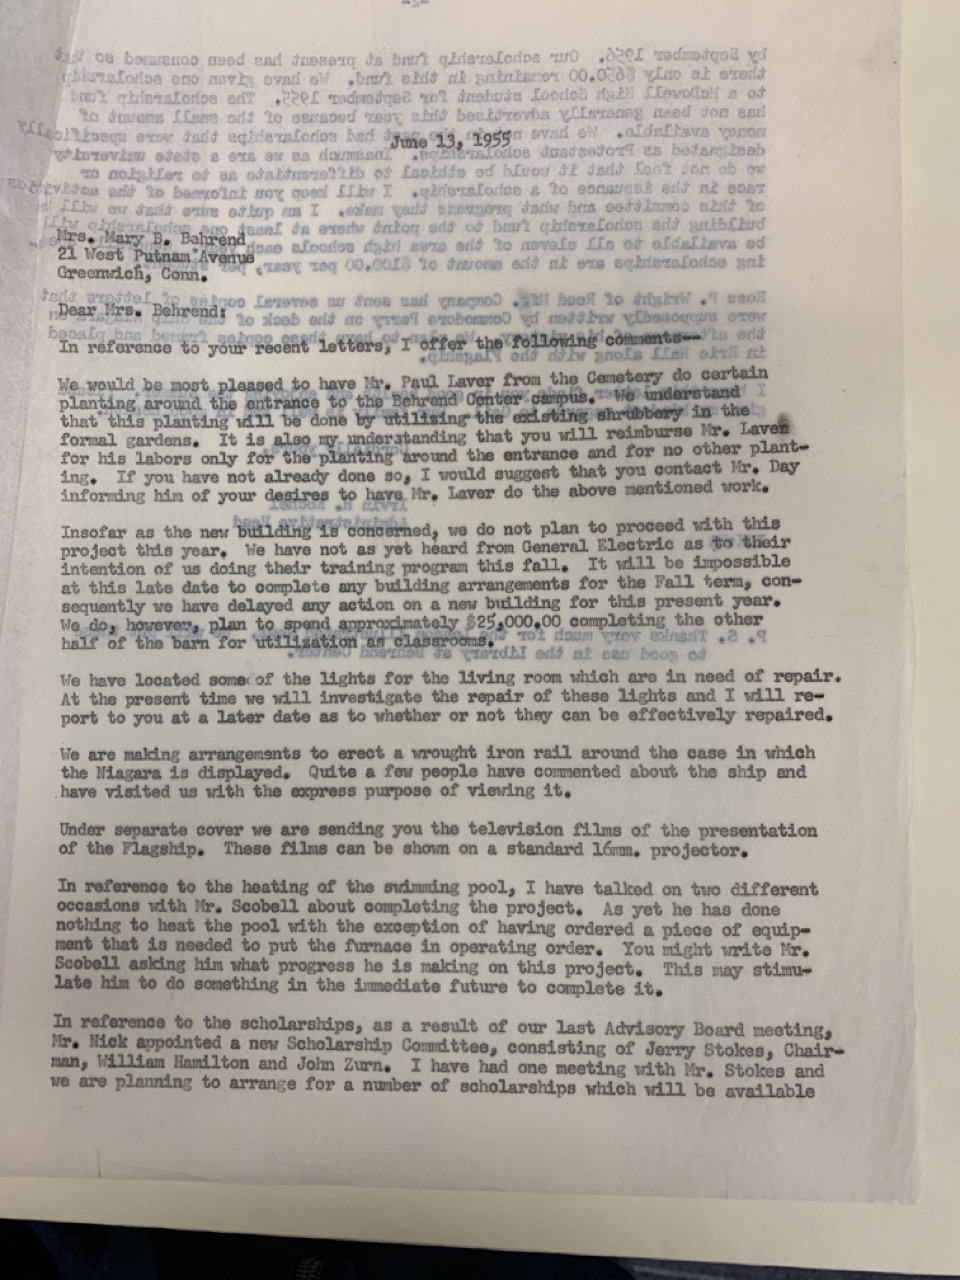 June 13, 1955
Mrs. Mary B. Behrend
21 West Putnam Avenue
Greenwich, Conn.
Dear Mrs. Behrend:
In reference to your recent letters, I offer the following comments--
We would be most pleased to have Mr. Paul Laver from the Cemetery do certain
planting around the entrance to the Behrend Center campus. We understand
that this planting will be done by utilizing the existing shrubbery in the
formal gardens. It is also my understanding that you will reimburse Mr. Laver
for his labors only for the planting around the entrance and for no other plant-
ing. If you have not already done so, I would suggest that you contact Mr. Day
informing him of your desires to have Mr. Laver do the above mentioned work.
Insofar as the new building is concerned, we do not plan to proceed with this
project this year. We have not as yet heard from General Electric as to their
intention of us doing their training program this fall. It will be impossible
at this late date to complete any building arrangements for the Fall term, con-
sequently we have delayed any action on a new building for this present year.
We do, however, plan to spend approximately $25,000.00 completing the other
half of the barn for utilization as classrooms.
We have located some of the lights for the living room which are in need of repair.
At the present time we will investigate the repair of these lights and I will re-
port to you at a later date as to whether or not they can be effectively repaired.
We are making arrangements to erect a wrought iron rail around the case in which
the Niagara is displayed. Quite a few people have commented about the ship and
have visited us with the express purpose of viewing it.
Under separate cover we are sending you the television films of the presentation
of the Flagship. These films can be shown on a standard 16mm. projector.
In reference to the heating of the swimming pool, I have talked on two different
occasions with Mr. Scobell about completing the project. As yet he has done
nothing to heat the pool with the exception of having ordered a piece of equip-
ment that is needed to put the furnace in operating order. You might write Mr.
Scobell asking him what progress he is making on this project. This may stimu-
late him to do something in the immediate future to complete it.
In reference to the scholarships, as a result of our last Advisory Board meeting,
Mr. Nick appointed a new Scholarship Committee, consisting of Jerry Stokes, Chair-
man, William Hamilton and John Zurn. I have had one meeting with Mr. Stokes and
we are planning to arrange for a number of scholarships which will be available